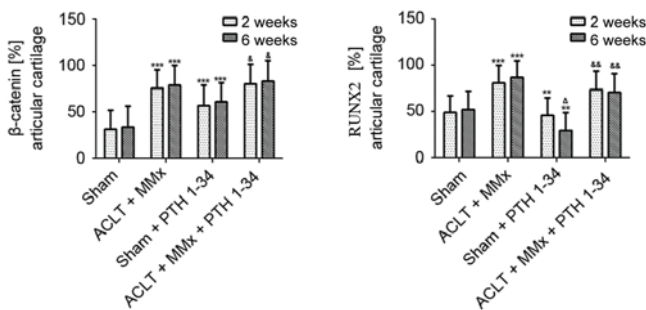 β-catenin [%]
articular cartilage
150
100
50
0
2 weeks
6 weeks
*** ***
*** ***
& &
Sham
ACLT + MMx
Sham + PTH 1-34
ACLT + MMx + PTH 1-34
RUNX2 [%]
articular cartilage
150
100
50
0
2 weeks
6 weeks
*** ***
**
Δ
**
&& &&
Sham
ACLT + MMx
Sham + PTH 1-34
ACLT + MMx + PTH 1-34